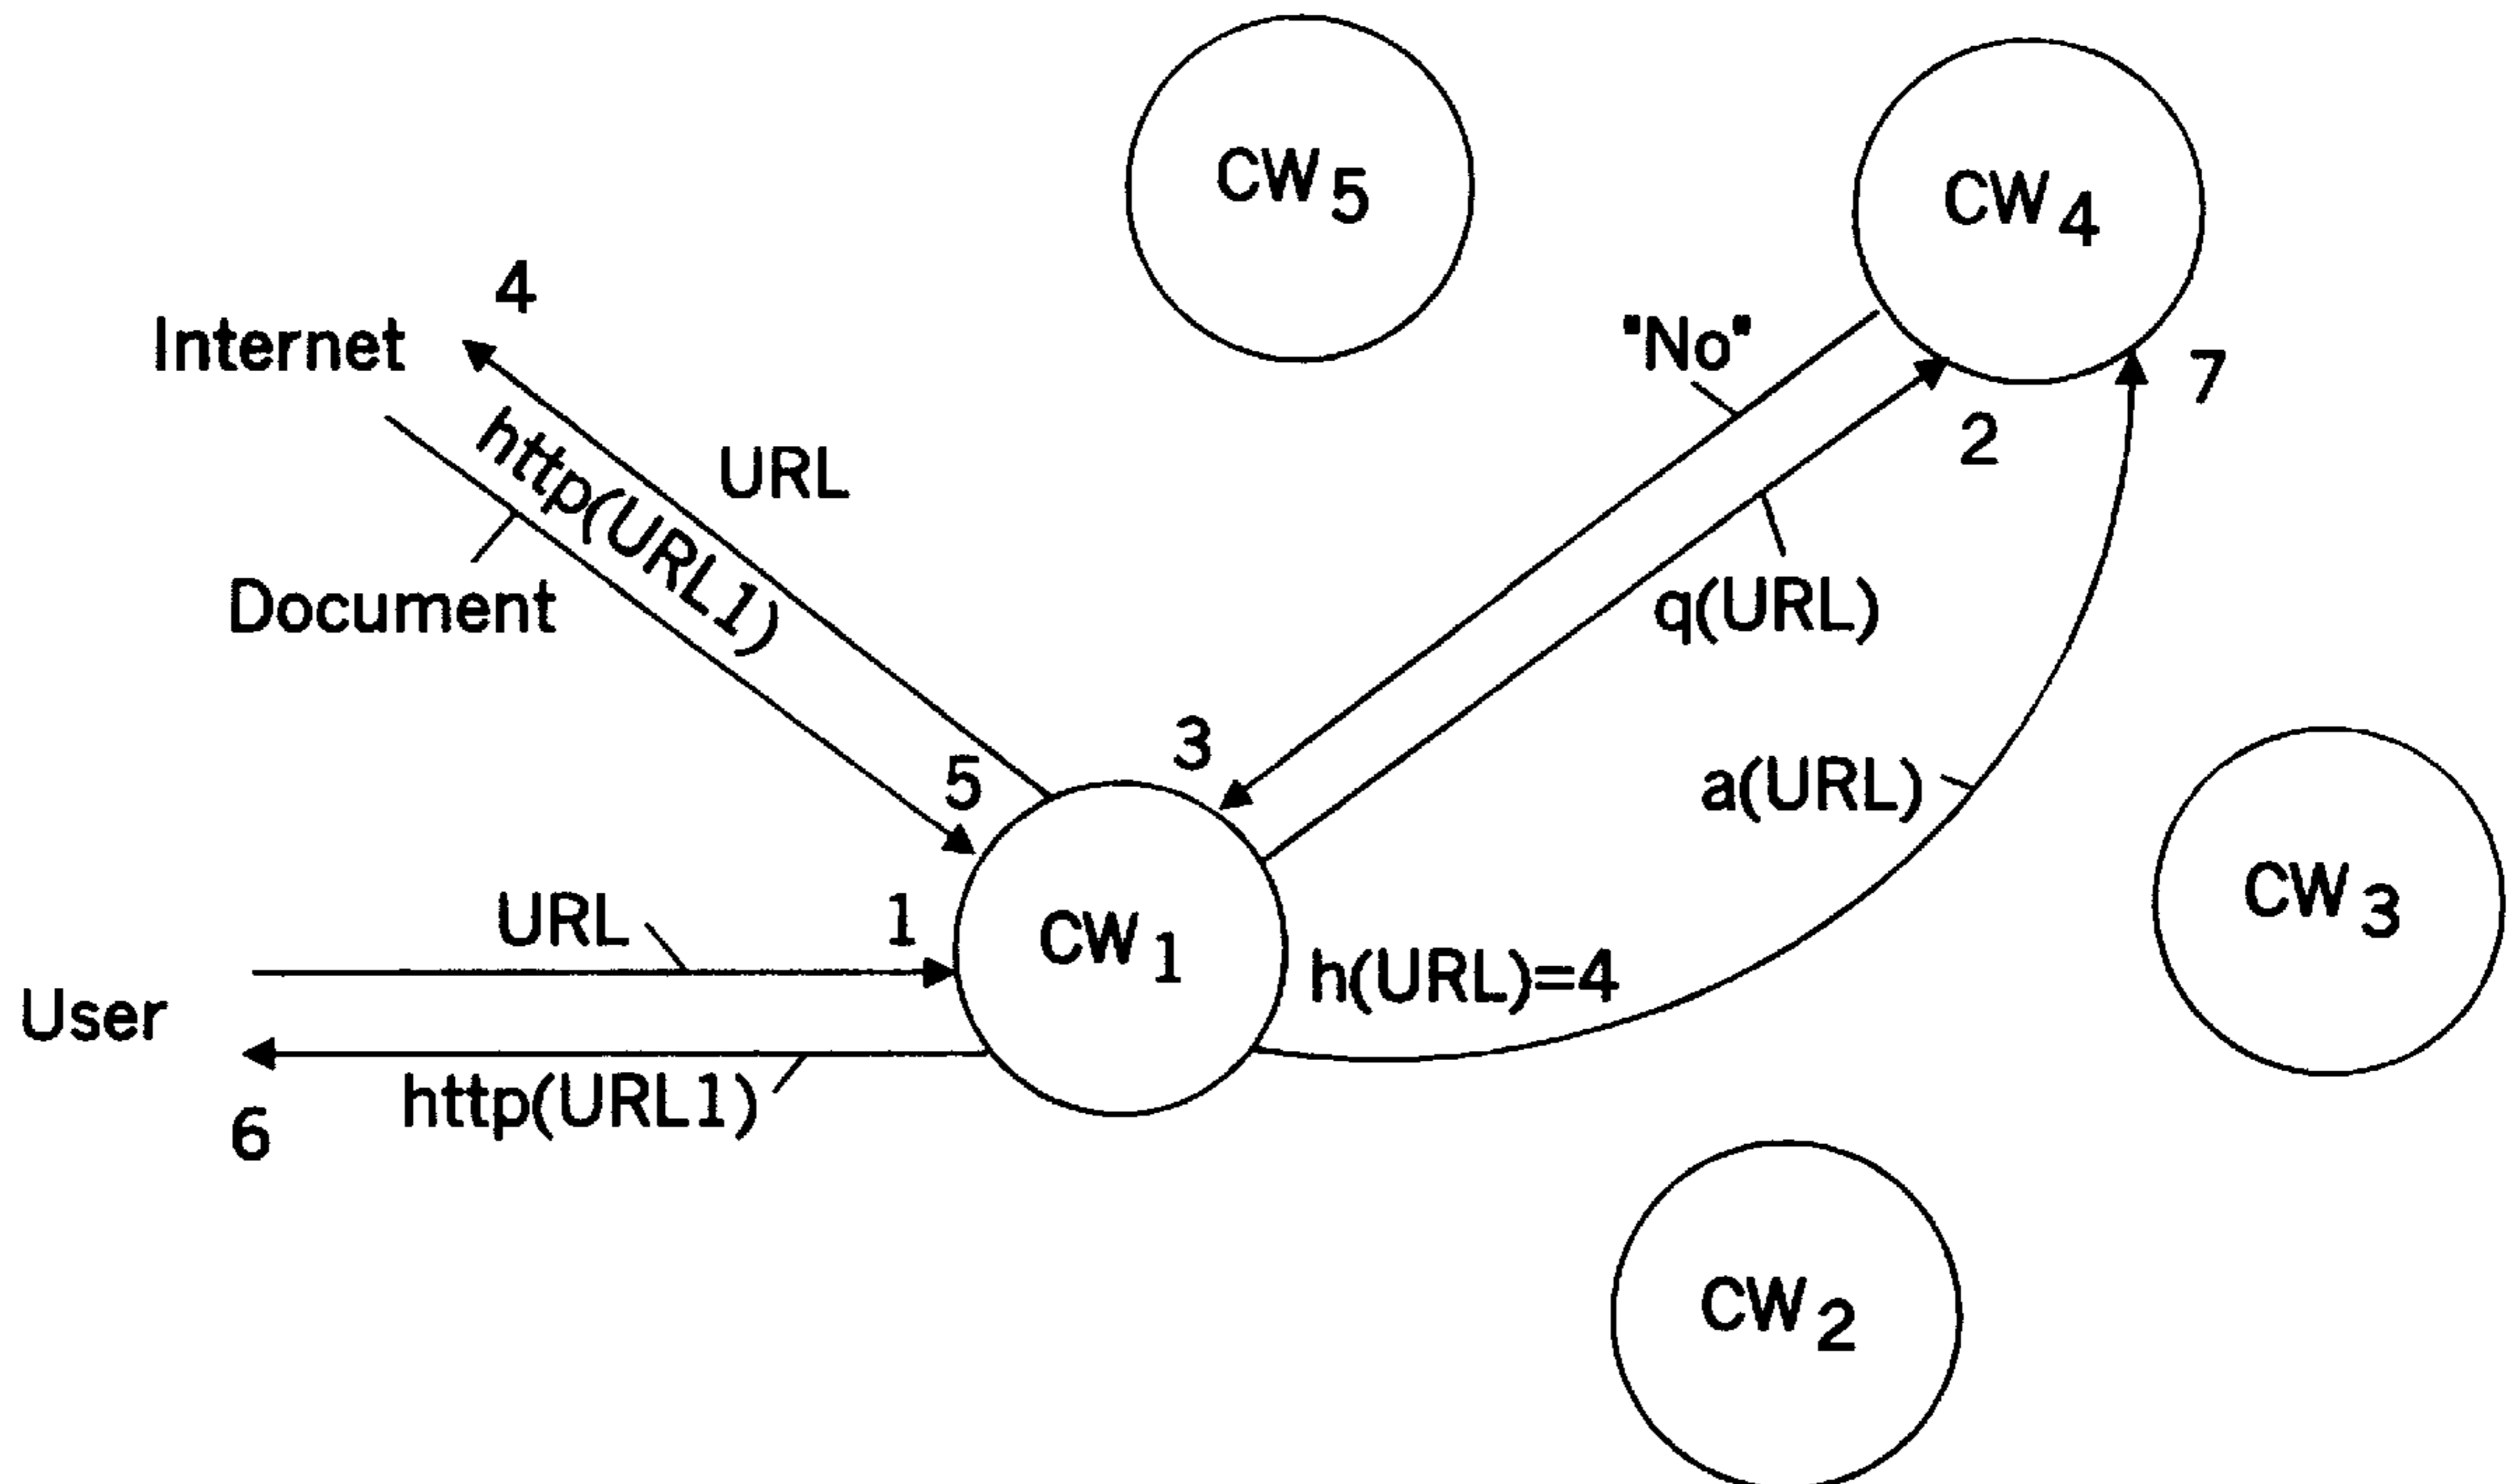 CW5
CW4
4
Internet
"No"
7
2
URL
http(URL1)
Document
q(URL)
3
5
a(URL)
URL
1
CW1
CW3
h(URL)=4
User
http(URL1)
6
CW2